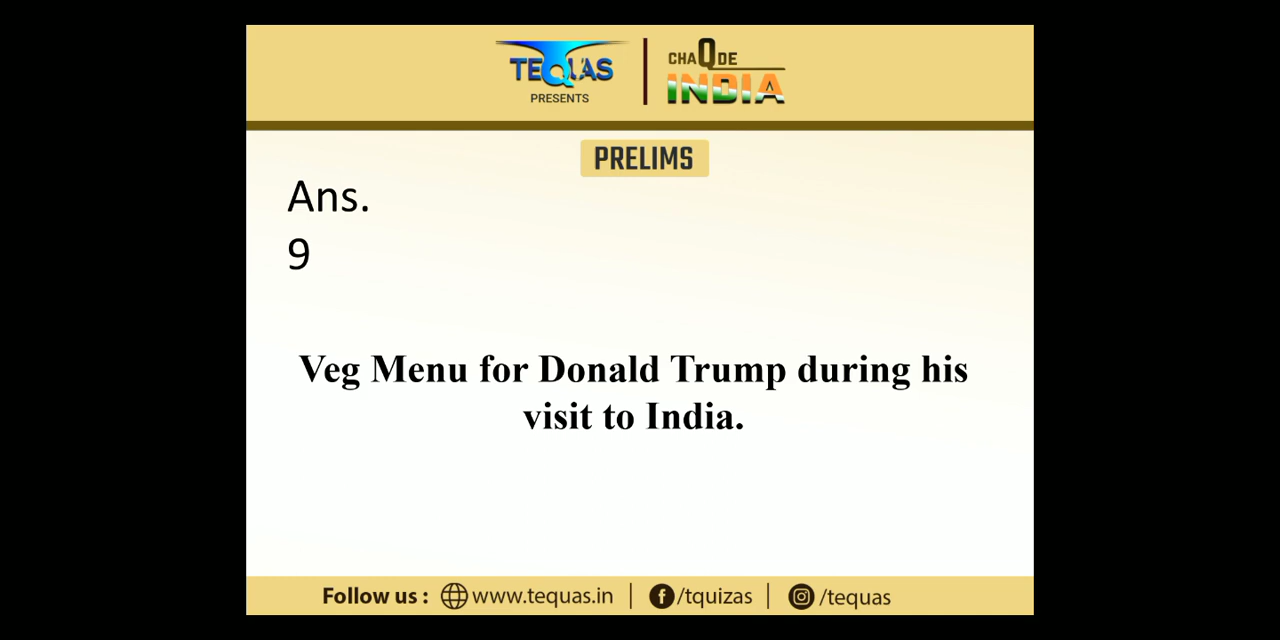 TEQUAS
PRESENTS
CHAQDE
INDIA
PRELIMS
Ans.
9
Veg Menu for Donald Trump during his
visit to India.
Follow us : www.tequas.in | /tquizas | /tequas